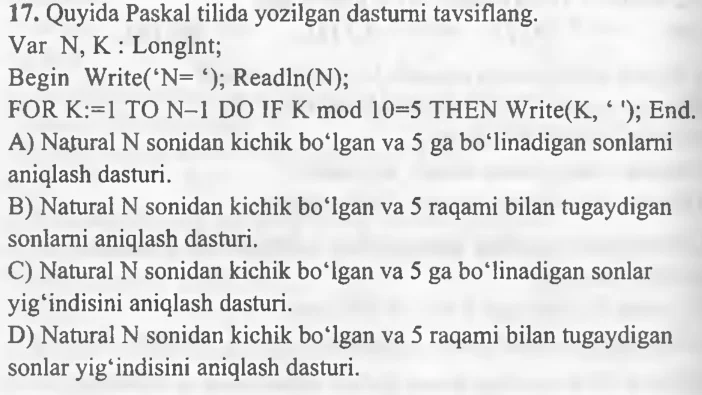 17. Quyida Paskal tilida yozilgan dasturni tavsiflang.
Var N, K : LongInt;
Begin Write(‘N= ‘); Readln(N);
FOR K:=1 TO N–1 DO IF K mod 10=5 THEN Write(K, ‘ '); End.
A) Natural N sonidan kichik bo‘lgan va 5 ga bo‘linadigan sonlarni
aniqlash dasturi.
B) Natural N sonidan kichik bo‘lgan va 5 raqami bilan tugaydigan
sonlarni aniqlash dasturi.
C) Natural N sonidan kichik bo‘lgan va 5 ga bo‘linadigan sonlar
yig‘indisini aniqlash dasturi.
D) Natural N sonidan kichik bo‘lgan va 5 raqami bilan tugaydigan
sonlar yig‘indisini aniqlash dasturi.